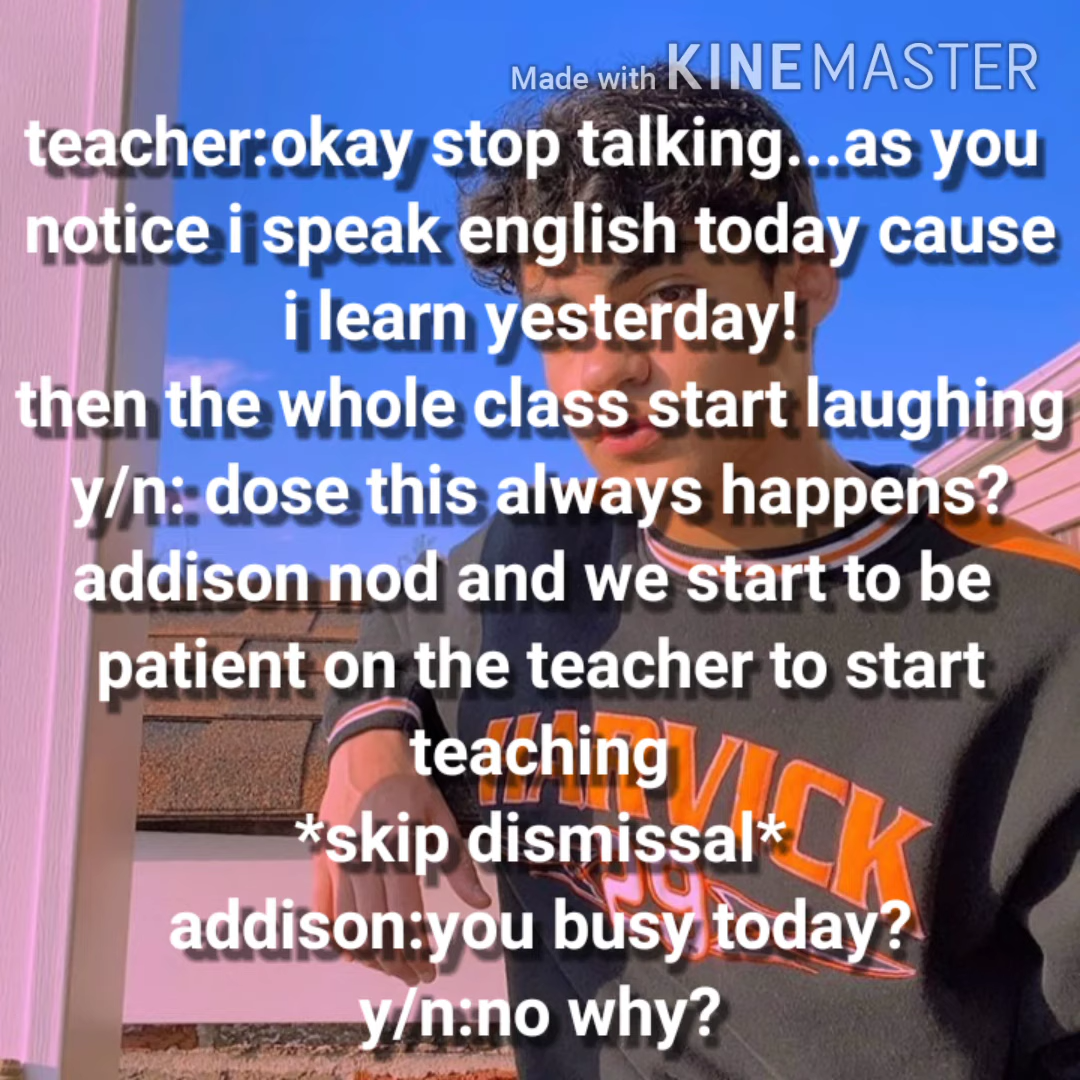 Made with KINEMASTER
teacher:okay stop talking...as you
notice i speak english today cause
i learn yesterday!
then the whole class start laughing
y/n: dose this always happens?
addison nod and we start to be
patient on the teacher to start
teaching
*skip dismissal*
addison:you busy today?
y/n:no why?
HARVICK
29